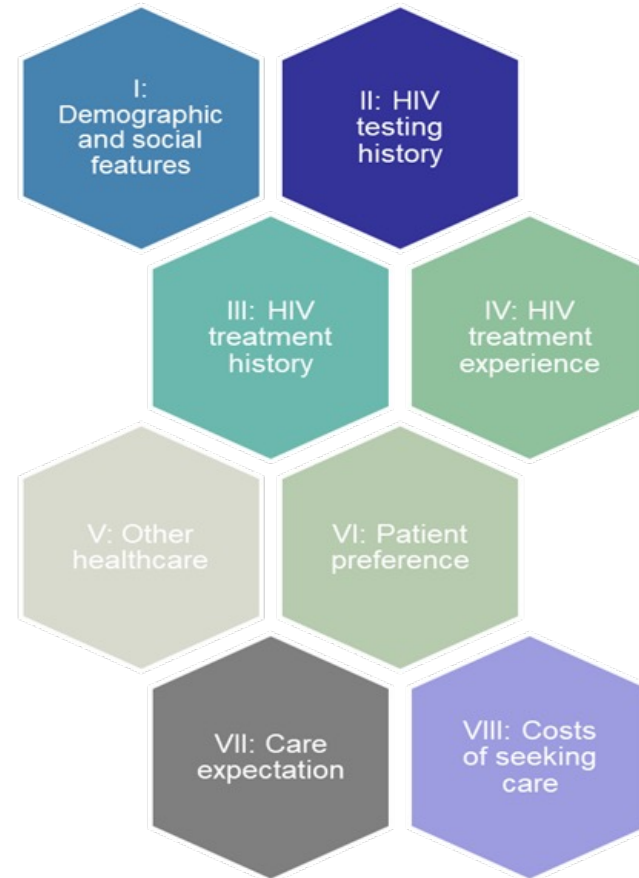 I:
Demographic
and social
features
II: HIV
testing
history
III: HIV
treatment
history
IV: HIV
treatment
experience
V: Other
healthcare
VI: Patient
preference
VII: Care
expectation
VIII: Costs
of seeking
care